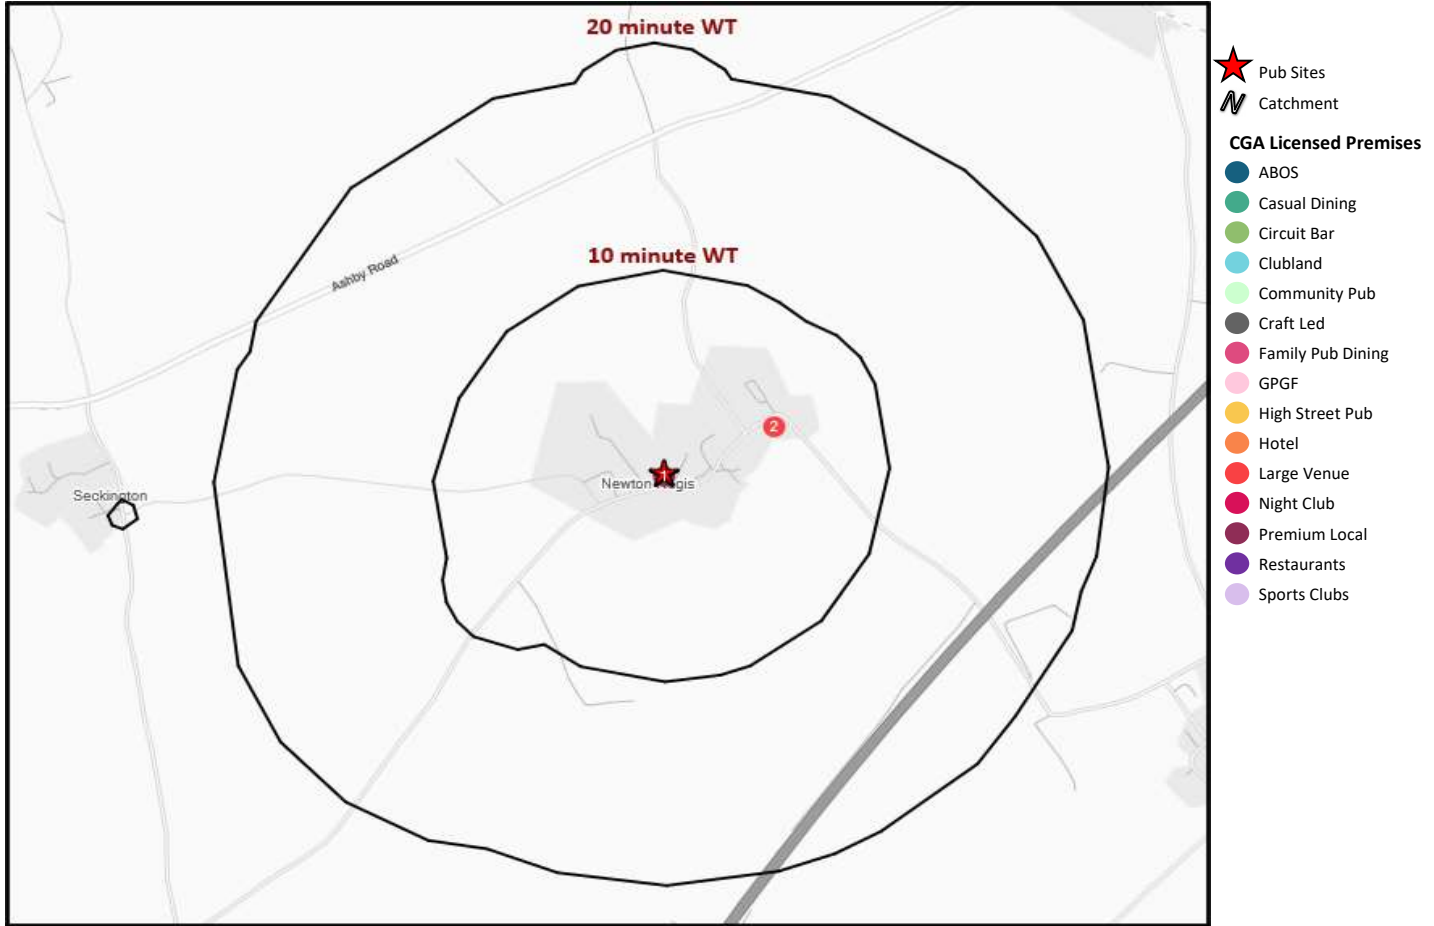 20 minute WT
Ashby Road
10 minute WT
2
1
Newton Regis
Seckington
Pub Sites
Catchment
CGA Licensed Premises
ABOS
Casual Dining
Circuit Bar
Clubland
Community Pub
Craft Led
Family Pub Dining
GPGF
High Street Pub
Hotel
Large Venue
Night Club
Premium Local
Restaurants
Sports Clubs